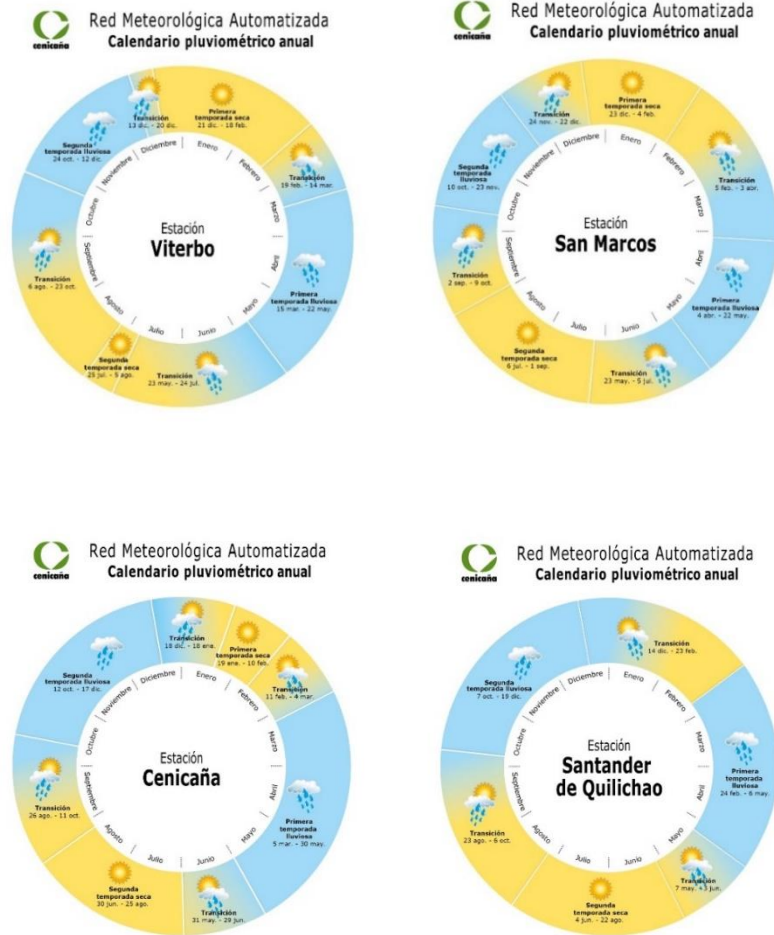 cenicaña
Red Meteorológica Automatizada
Calendario pluviométrico anual
Primera
temporada seca
21 dic. - 18 feb.
Transición
19 feb. - 14 mar.
Primera
temporada lluviosa
15 mar. - 22 may.
Transición
23 may. - 24 jul.
Segunda
temporada seca
25 jul. - 5 ago.
Transición
6 ago. - 23 oct.
Segunda
temporada lluviosa
24 oct. - 12 dic.
Transición
13 dic. - 20 dic.
Enero
Febrero
Marzo
Abril
Mayo
Junio
Julio
Agosto
Septiembre
Octubre
Noviembre
Diciembre
Estación
Viterbo
cenicaña
Red Meteorológica Automatizada
Calendario pluviométrico anual
Primera
temporada seca
23 dic. - 4 feb.
Transición
5 feb. - 3 abr.
Primera
temporada lluviosa
4 abr. - 22 may.
Transición
23 may. - 5 jul.
Segunda
temporada seca
6 jul. - 1 sep.
Transición
2 sep. - 9 oct.
Segunda
temporada
lluviosa
10 oct. - 23 nov.
Transición
24 nov. - 22 dic.
Enero
Febrero
Marzo
Abril
Mayo
Junio
Julio
Agosto
Septiembre
Octubre
Noviembre
Diciembre
Estación
San Marcos
cenicaña
Red Meteorológica Automatizada
Calendario pluviométrico anual
Transición
18 dic. - 18 ene.
Primera
temporada seca
19 ene. - 10 feb.
Transición
11 feb. - 4 mar.
Primera
temporada
lluviosa
5 mar. - 30 may.
Transición
31 may. - 29 jun.
Segunda
temporada seca
30 jun. - 25 ago.
Transición
26 ago. - 11 oct.
Segunda
temporada lluviosa
12 oct. - 17 dic.
Enero
Febrero
Marzo
Abril
Mayo
Junio
Julio
Agosto
Septiembre
Octubre
Noviembre
Diciembre
Estación
Cenicaña
cenicaña
Red Meteorológica Automatizada
Calendario pluviométrico anual
Transición
14 dic. - 23 feb.
Primera
temporada
lluviosa
24 feb. - 6 may.
Transición
7 may. - 3 jun.
Segunda
temporada seca
4 jun. - 22 ago.
Transición
23 ago. - 6 oct.
Segunda
temporada lluviosa
7 oct. - dic.
Enero
Febrero
Marzo
Abril
Mayo
Junio
Julio
Agosto
Septiembre
Octubre
Noviembre
Diciembre
Estación
Santander
de Quilichao